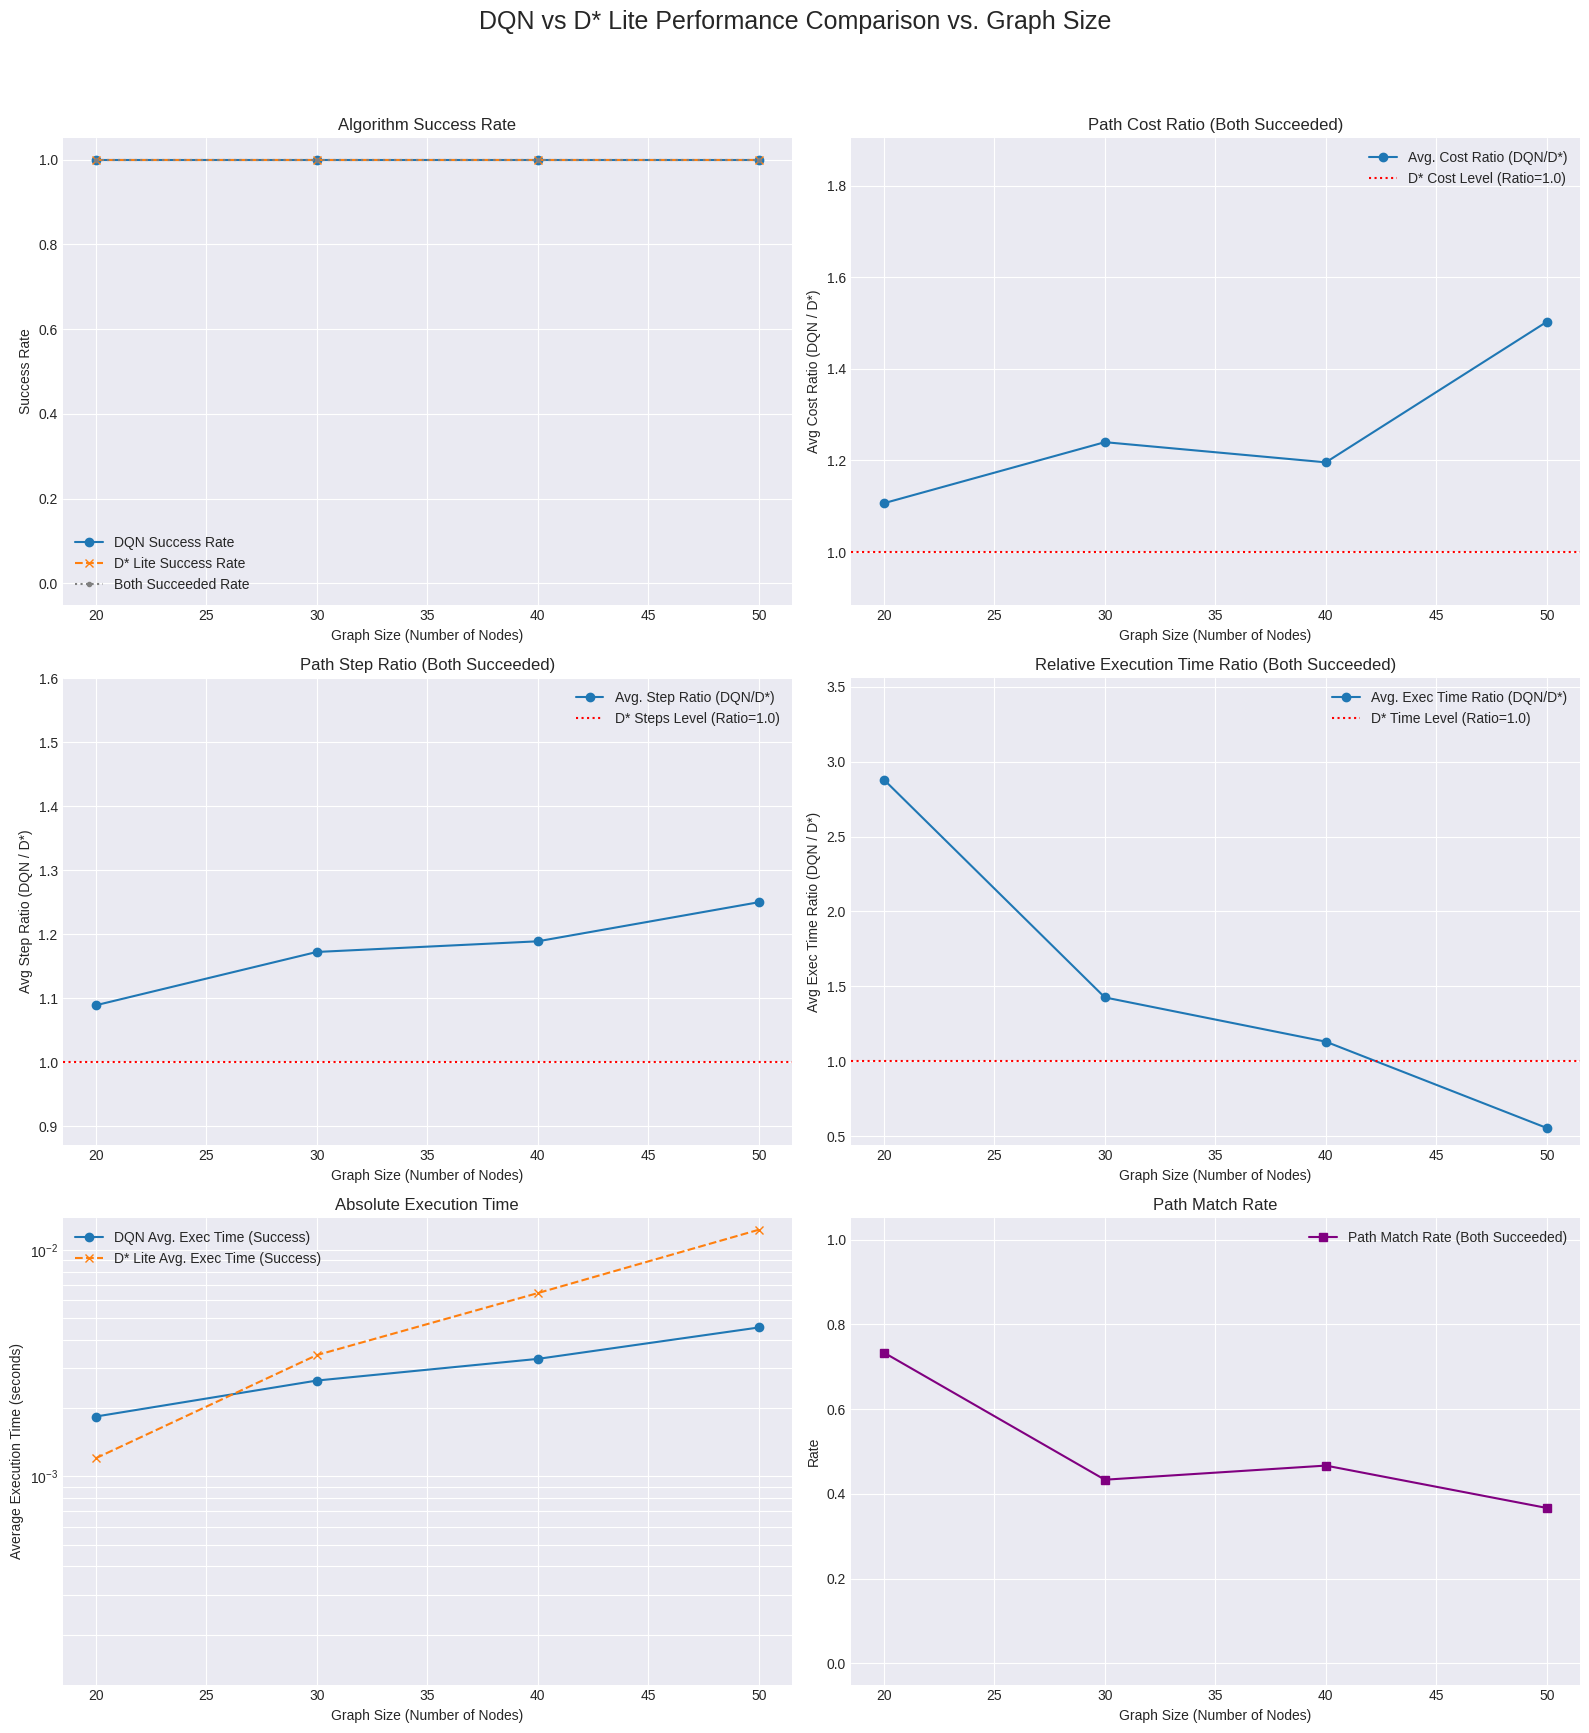 DQN vs D* Lite Performance Comparison vs. Graph Size
Algorithm Success Rate
1.0
0.8
0.6
0.4
0.2
0.0
Success Rate
DQN Success Rate
D* Lite Success Rate
Both Succeeded Rate
20 25 30 35 40 45 50
Graph Size (Number of Nodes)
Path Cost Ratio (Both Succeeded)
Avg. Cost Ratio (DQN/D*)
D* Cost Level (Ratio=1.0)
1.8
1.6
1.4
1.2
1.0
Avg Cost Ratio (DQN / D*)
20 25 30 35 40 45 50
Graph Size (Number of Nodes)
Path Step Ratio (Both Succeeded)
Avg. Step Ratio (DQN/D*)
D* Steps Level (Ratio=1.0)
1.6
1.5
1.4
1.3
1.2
1.1
1.0
0.9
Avg Step Ratio (DQN / D*)
20 25 30 35 40 45 50
Graph Size (Number of Nodes)
Relative Execution Time Ratio (Both Succeeded)
Avg. Exec Time Ratio (DQN/D*)
D* Time Level (Ratio=1.0)
3.5
3.0
2.5
2.0
1.5
1.0
0.5
Avg Exec Time Ratio (DQN / D*)
20 25 30 35 40 45 50
Graph Size (Number of Nodes)
Absolute Execution Time
DQN Avg. Exec Time (Success)
D* Lite Avg. Exec Time (Success)
10⁻²
10⁻³
Average Execution Time (seconds)
20 25 30 35 40 45 50
Graph Size (Number of Nodes)
Path Match Rate
Path Match Rate (Both Succeeded)
1.0
0.8
0.6
0.4
0.2
0.0
Rate
20 25 30 35 40 45 50
Graph Size (Number of Nodes)